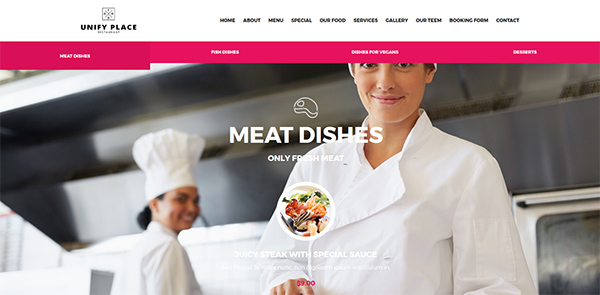 UNIFY PLACE
RESTAURANT
HOME ABOUT MENU SPECIAL OUR FOOD SERVICES GALLERY OUR TEEM BOOKING FORM CONTACT
MEAT DISHES FISH DISHES DISHES FOR VEGANS DESSERTS
MEAT DISHES
ONLY FRESH MEAT
JUICY STEAK WITH SPECIAL SAUCE
$9.00